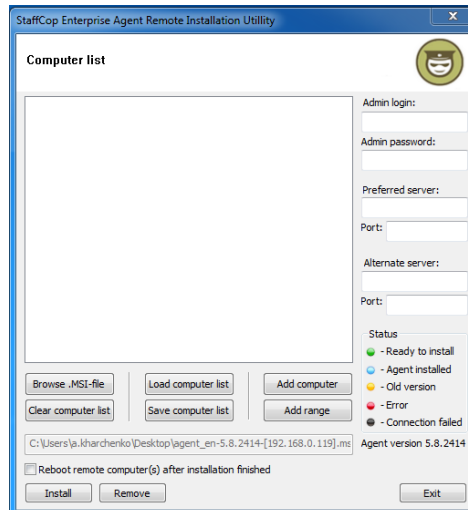 StaffCop Enterprise Agent Remote Installation Utillity
Computer list
Admin login:
Admin password:
Preferred server:
Port:
Alternate server:
Port:
Status
- Ready to install
- Agent installed
- Old version
- Error
- Connection failed
Browse .MSI-file
Load computer list
Add computer
Clear computer list
Save computer list
Add range
C:\Users\a.kharchenko\Desktop\agent_en-5.8.2414-[192.168.0.119].ms
Agent version 5.8.2414
Reboot remote computer(s) after installation finished
Install
Remove
Exit